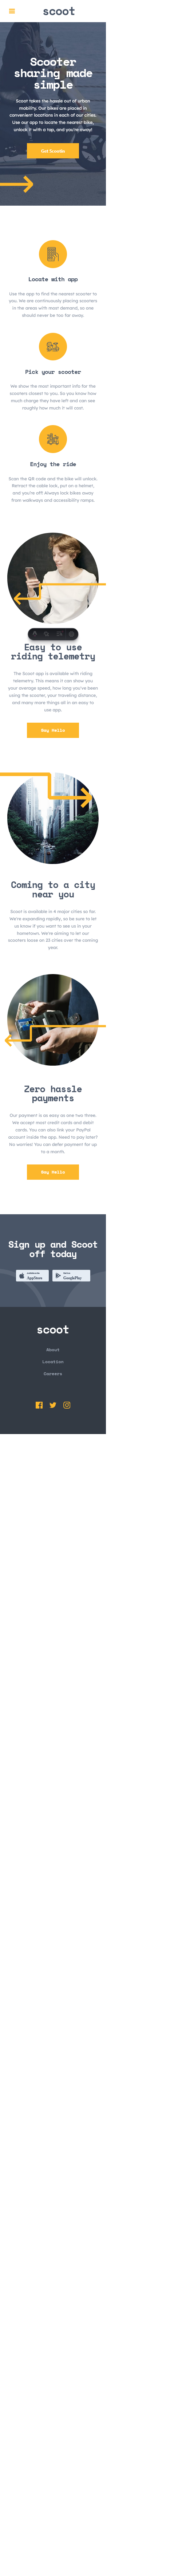 scoot
Scooter
sharing made
simple
Scoot takes the hassle out of urban
mobility. Our bikes are placed in
convenient locations in each of our cities.
Use our app to locate the nearest bike,
unlock it with a tap, and you're away!
Locate with app
Use the app to find the nearest scooter to
you. We are continuously placing scooters
in the areas with most demand, so one
should never be too far away.
Pick your scooter
We show the most important info for the
scooters closest to you. So you know how
much charge they have left and can see
roughly how much it will cost.
Enjoy the ride
Scan the QR code and the bike will unlock.
Retract the cable lock, put on a helmet,
and you're off! Always lock bikes away
from walkways and accessibility ramps.
Easy to use
riding telemetry
The Scoot app is available with riding
telemetry. This means it can show you
your average speed, how long you've been
using the scooter, your traveling distance,
and many more things all in an easy to
use app.
Coming to a city
near you
Scoot is available in 4 major cities so far.
We're expanding rapidly, so be sure to let
us know if you want to see us in your
hometown. We're aiming to let our
scooters loose on 23 cities over the coming
year.
Zero hassle
payments
Our payment is as easy as one two three.
We accept most credit cards and debit
cards. You can also link your PayPal
account inside the app. Need to pay later?
No worries! You can defer payment for up
to a month.
Sign up and Scoot
off today
App Store
Google Play
scoot
About
Location
Careers